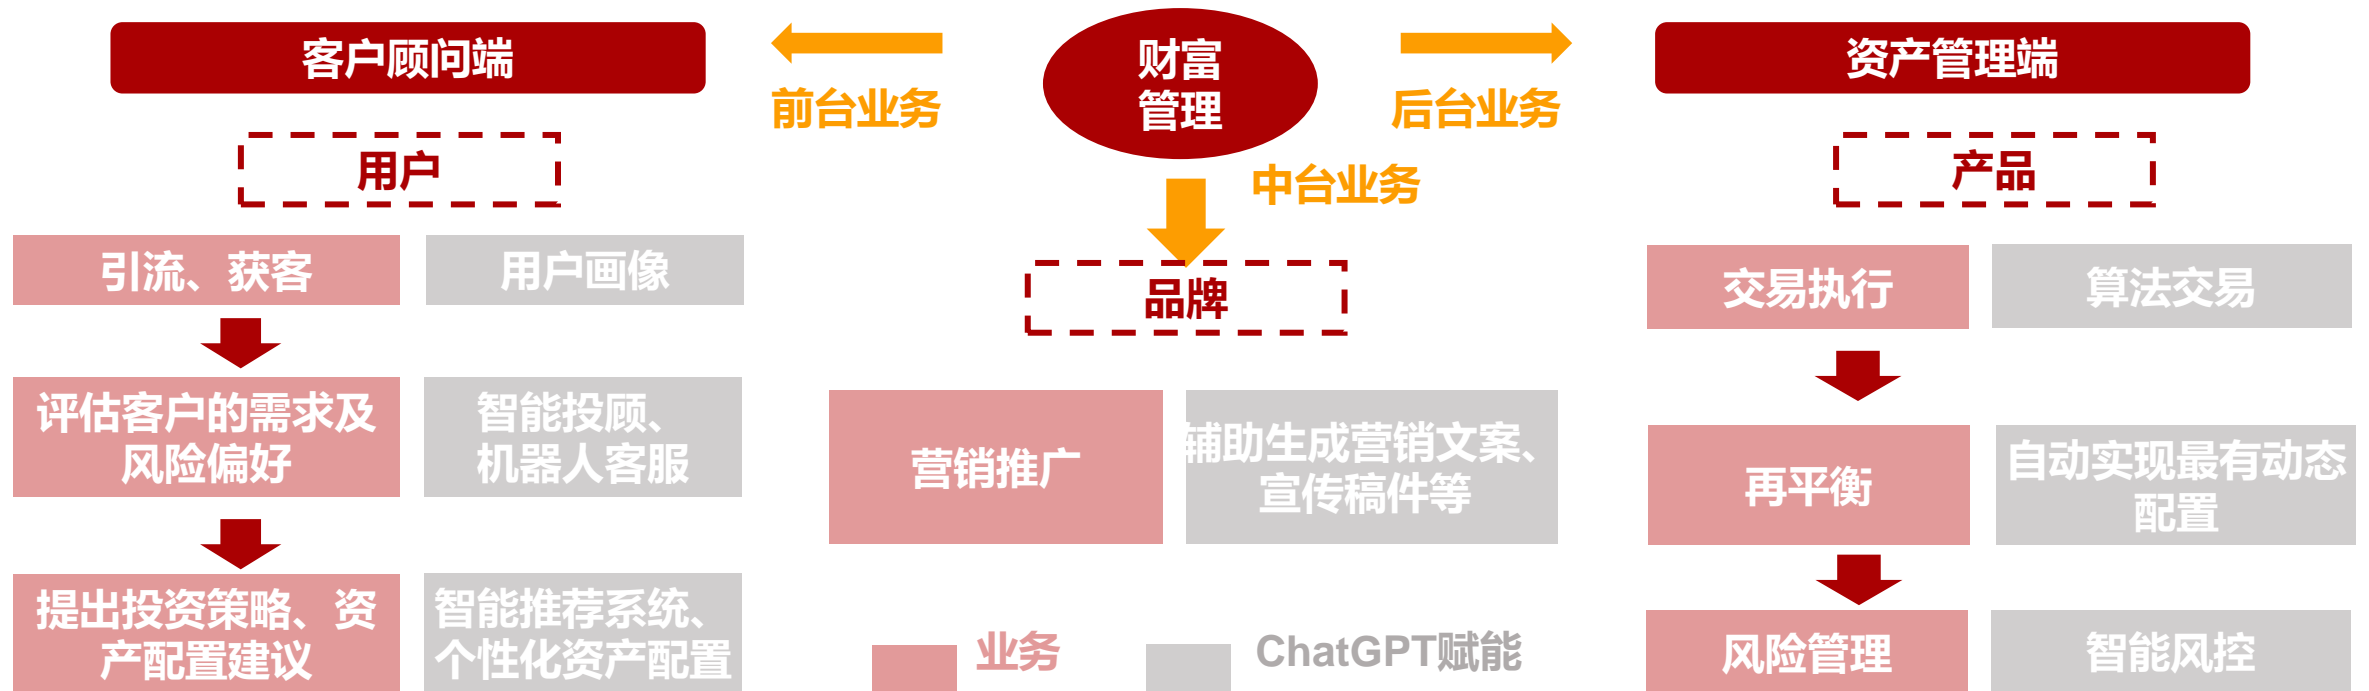 客户顾问端
前台业务
财富
管理
后台业务
资产管理端
用户
中台业务
品牌
产品
引流、获客
用户画像
评估客户的需求及
风险偏好
智能投顾、
机器人客服
提出投资策略、资
产配置建议
智能推荐系统、
个性化资产配置
营销推广
辅助生成营销文案、
宣传稿件等
交易执行
算法交易
再平衡
自动实现最有动态
配置
风险管理
智能风控
业务
ChatGPT赋能